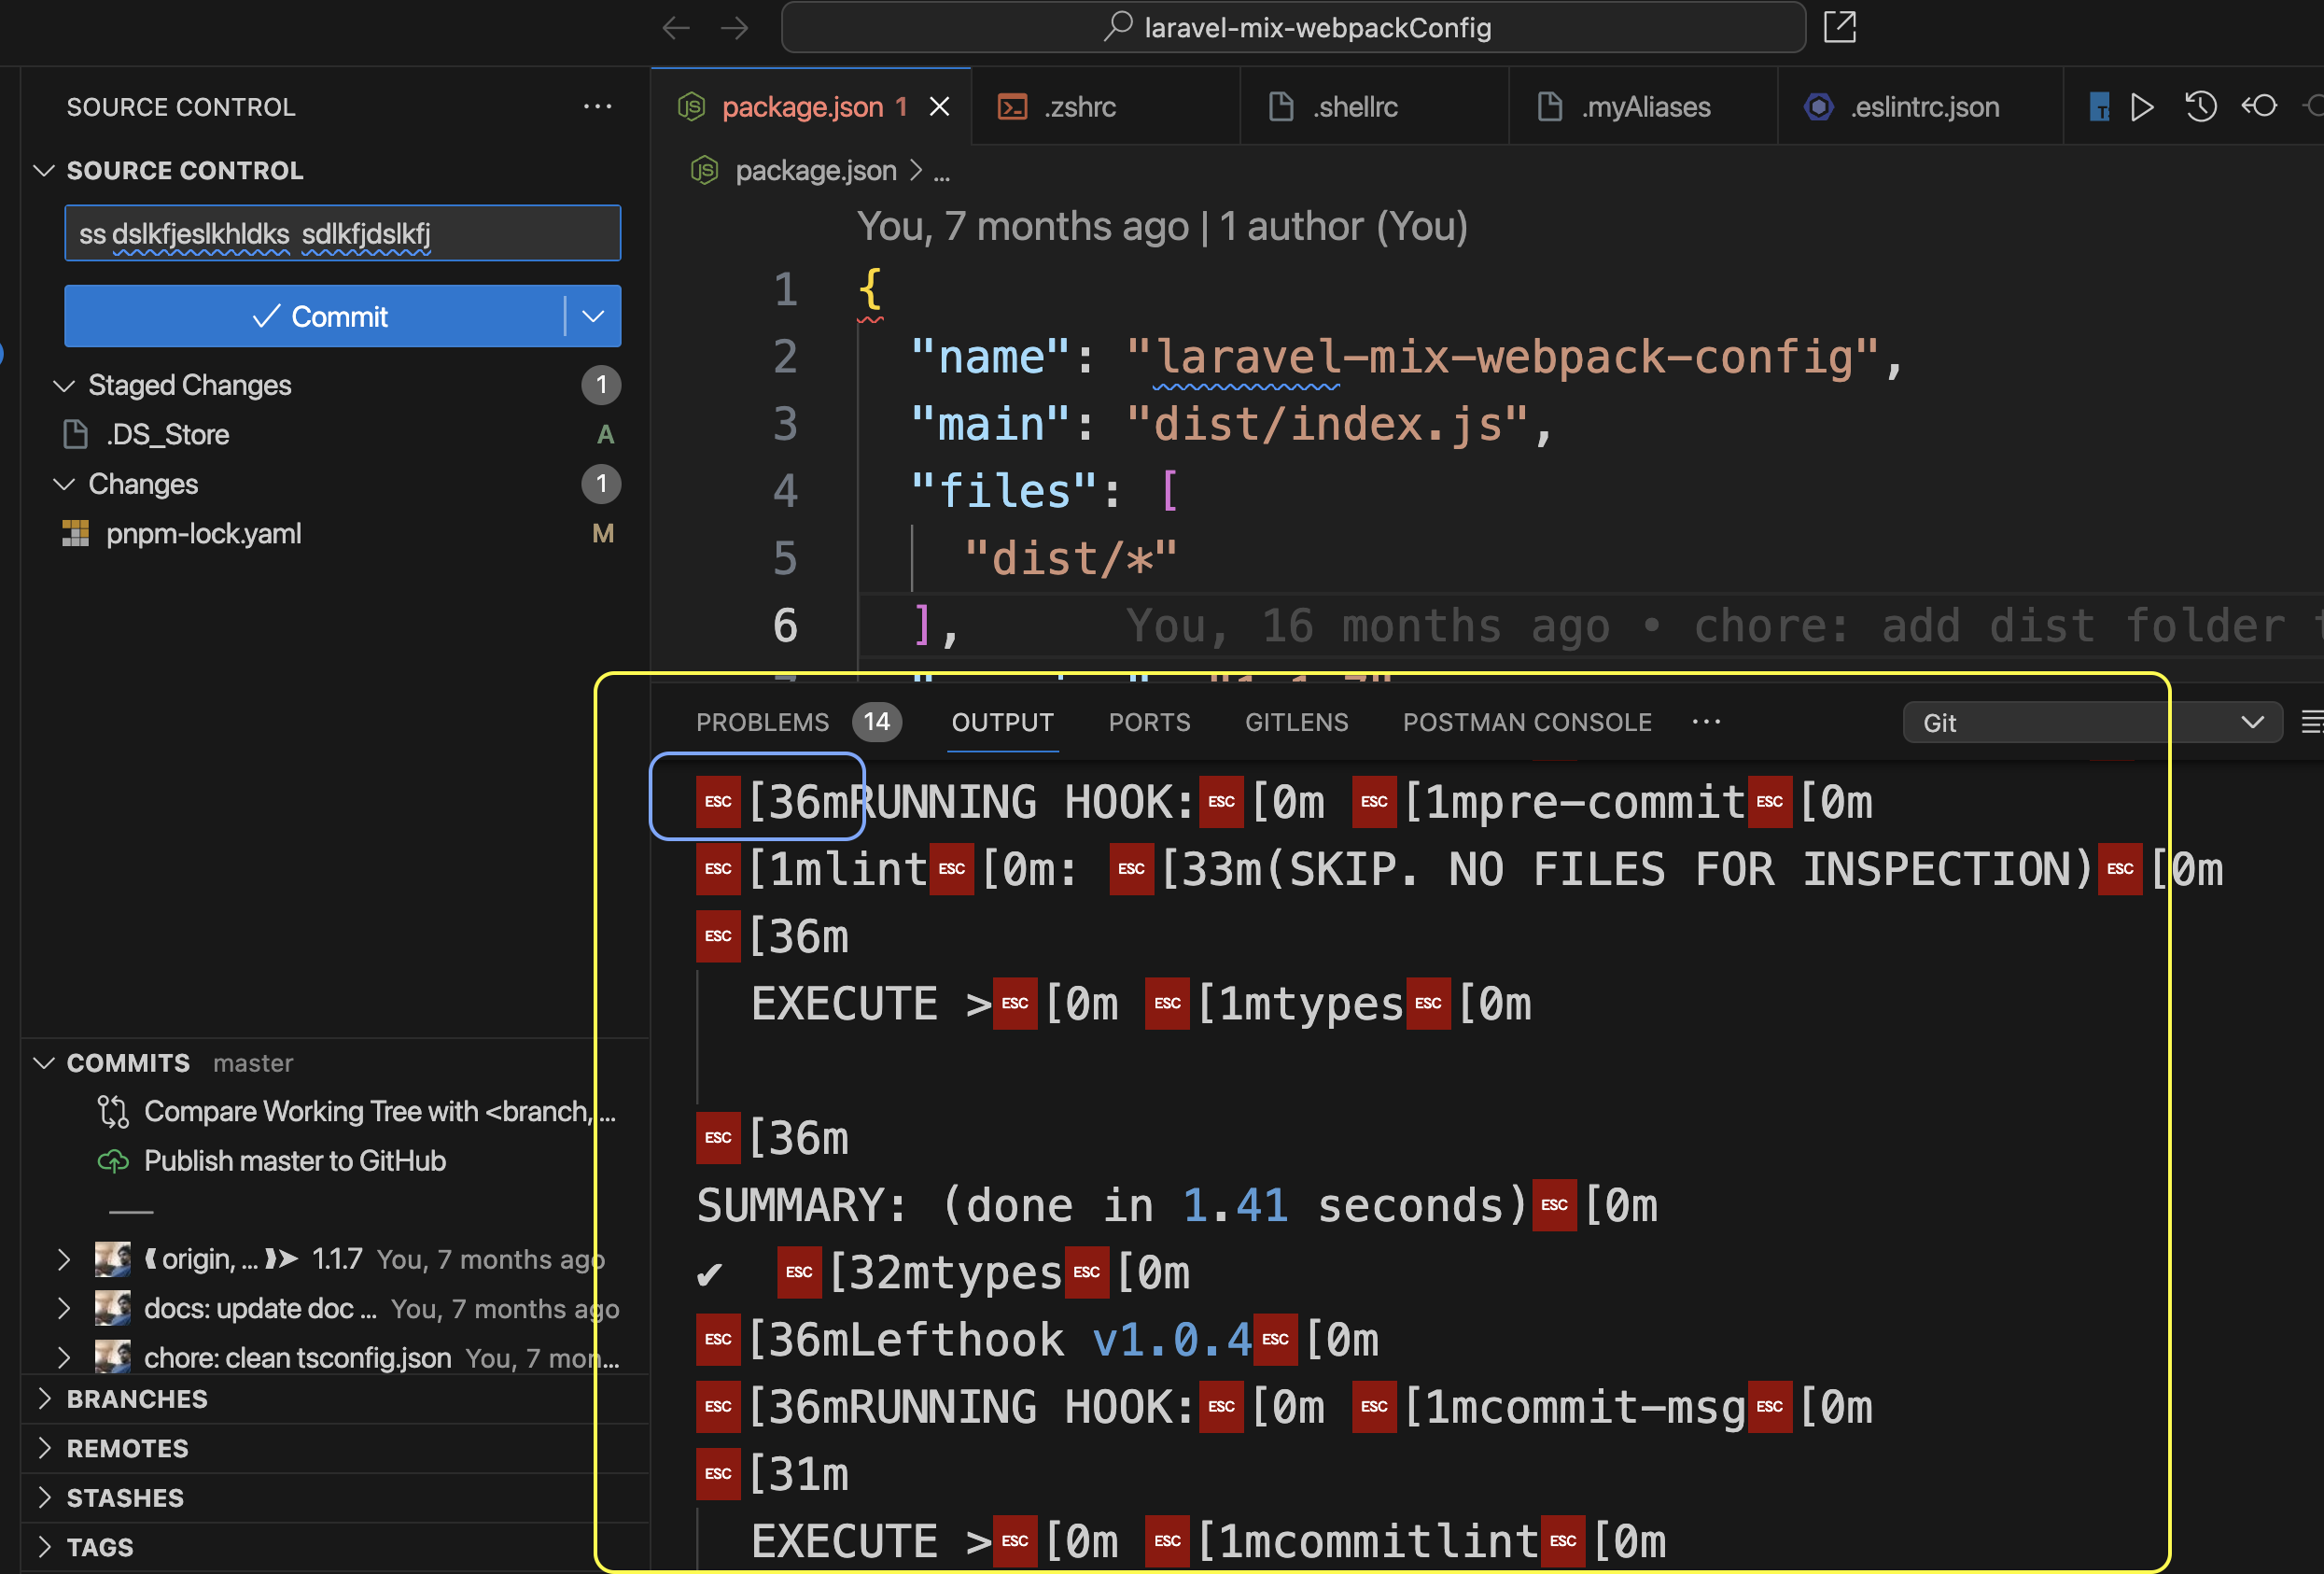 laravel-mix-webpackConfig
SOURCE CONTROL
SOURCE CONTROL
ss dslkfjeslkhldks sdlkfjdslkfj
Commit
Staged Changes 1
.DS_Store A
Changes 1
pnpm-lock.yaml M
COMMITS master
Compare Working Tree with <branch, ...
Publish master to GitHub
origin, ... 1.1.7 You, 7 months ago
docs: update doc ... You, 7 months ago
chore: clean tsconfig.json You, 7 mon...
BRANCHES
REMOTES
STASHES
TAGS
package.json 1 .zshrc .shellrc .myAliases .eslintrc.json
package.json > ...
You, 7 months ago | 1 author (You)
1 {
2 "name": "laravel-mix-webpack-config",
3 "main": "dist/index.js",
4 "files": [
5 "dist/*"
6 ], You, 16 months ago • chore: add dist folder
PROBLEMS 14 OUTPUT PORTS GITLENS POSTMAN CONSOLE ... Git
ESC[36mRUNNING HOOK:ESC[0m ESC[1mpre-commitESC[0m
ESC[1mlintESC[0m: ESC[33m(SKIP. NO FILES FOR INSPECTION)ESC[0m
ESC[36m
EXECUTE >ESC[0m ESC[1mtypesESC[0m
ESC[36m
SUMMARY: (done in 1.41 seconds)ESC[0m
✔ ESC[32mtypesESC[0m
ESC[36mLefthook v1.0.4ESC[0m
ESC[36mRUNNING HOOK:ESC[0m ESC[1mcommit-msgESC[0m
ESC[31m
EXECUTE >ESC[0m ESC[1mcommitlintESC[0m